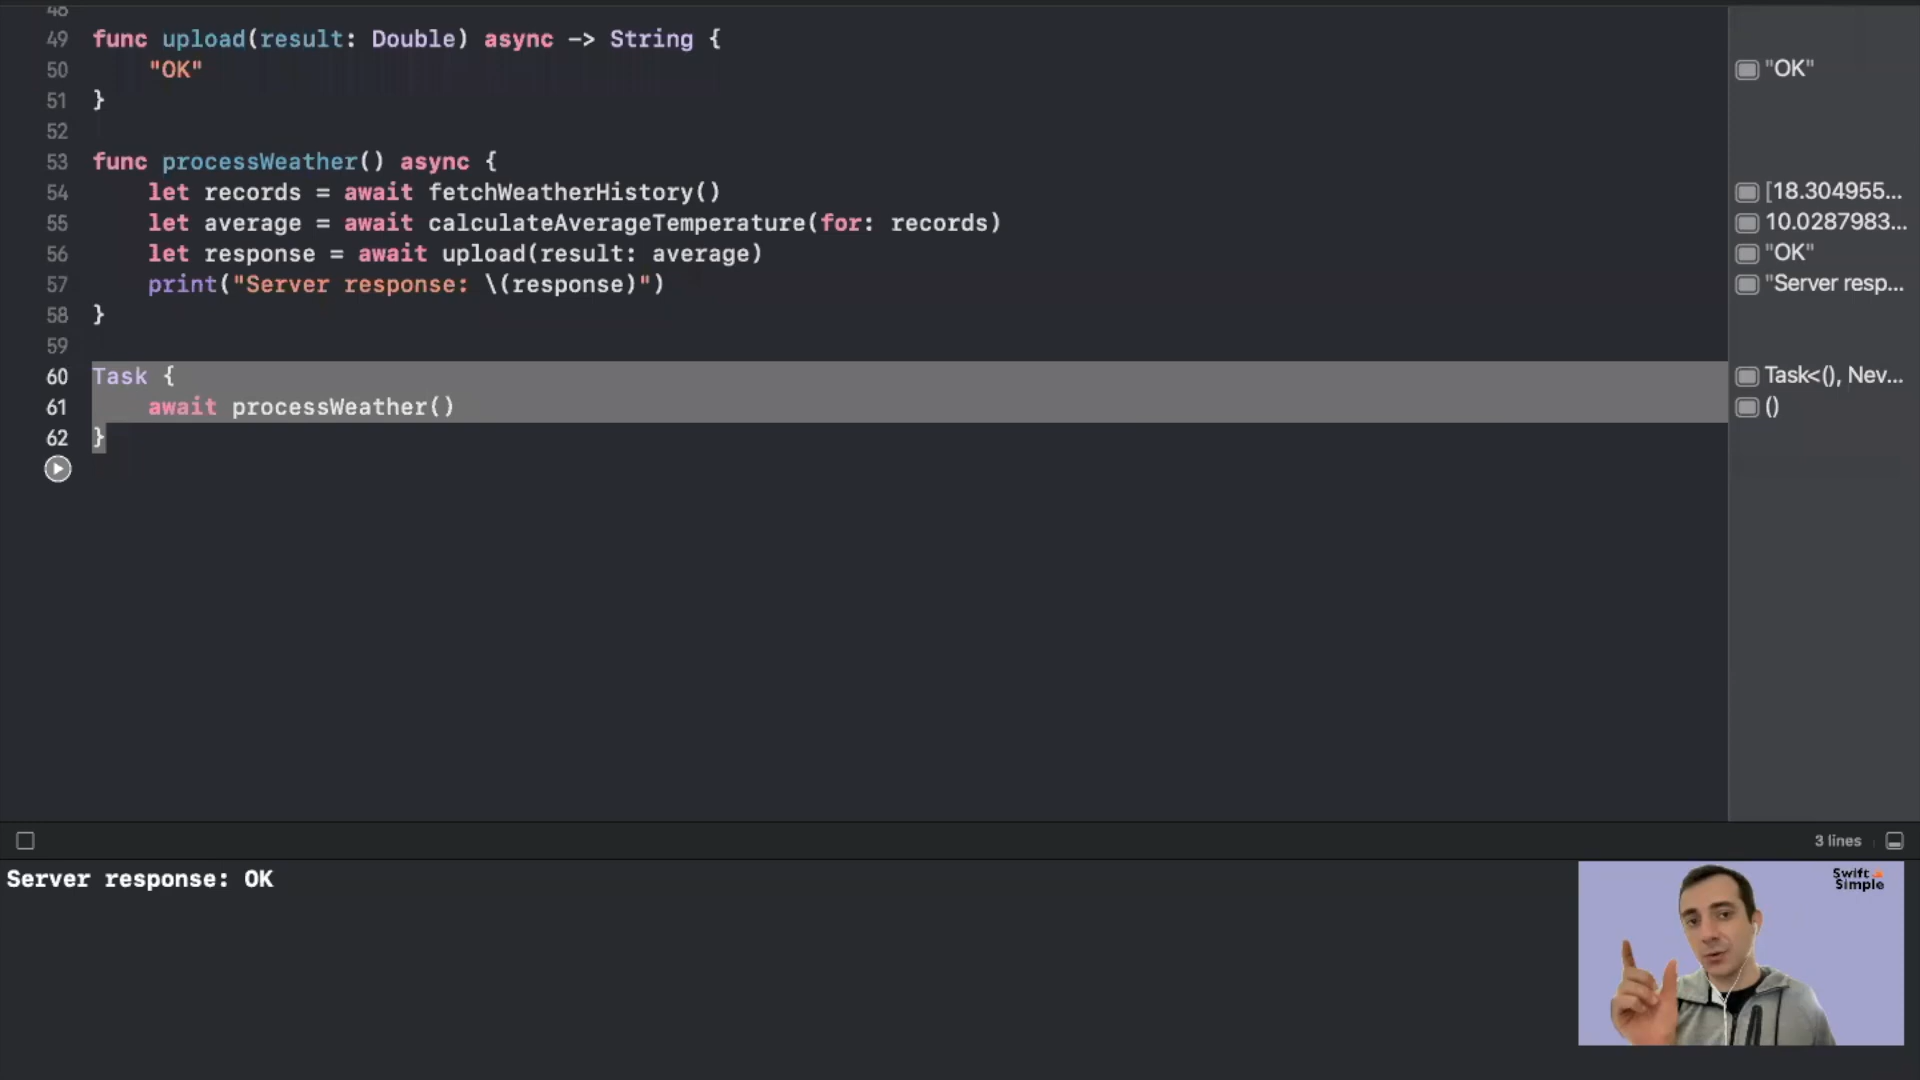 48
49 func upload(result: Double) async -> String {
50 "OK"
"OK"
51 }
52
53 func processWeather() async {
54 let records = await fetchWeatherHistory()
[18.304955...
55 let average = await calculateAverageTemperature(for: records)
10.0287983...
56 let response = await upload(result: average)
"OK"
57 print("Server response: \(response)")
"Server resp...
58 }
59
60 Task {
Task<(), Nev...
61 await processWeather()
()
62 }
3 lines
Server response: OK
Swift
Simple